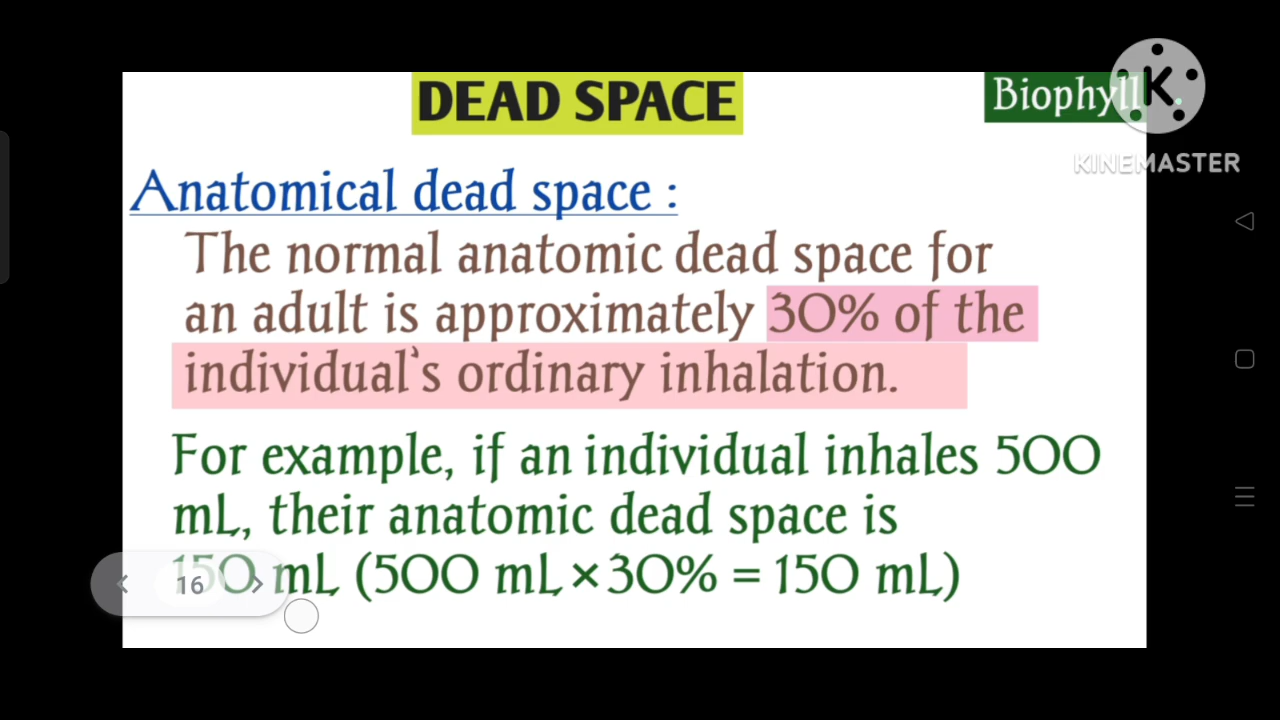 DEAD SPACE
Biophyll
KINEMASTER
Anatomical dead space :
The normal anatomic dead space for
an adult is approximately 30% of the
individual's ordinary inhalation.
For example, if an individual inhales 500
mL, their anatomic dead space is
150 mL (500 mL × 30% = 150 mL)
16